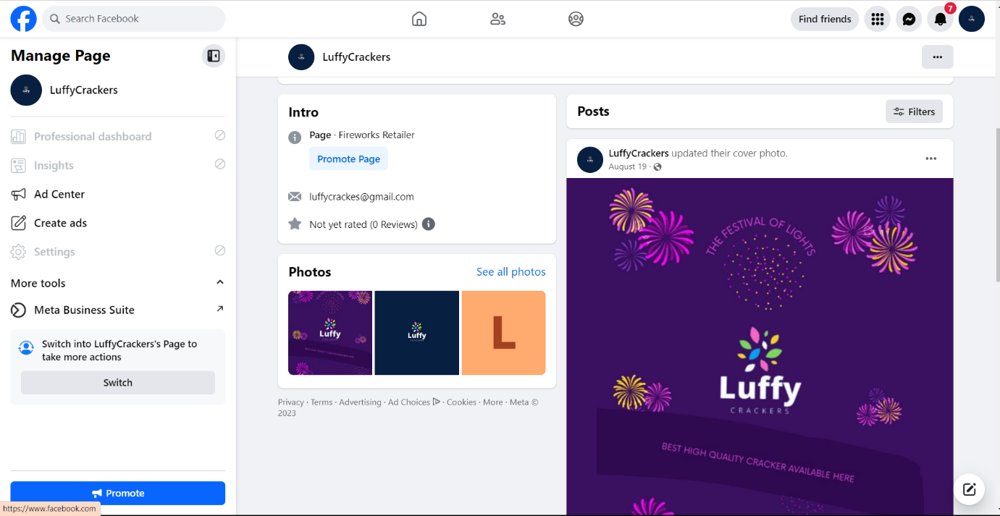 Search Facebook
Find friends
7
Manage Page
LuffyCrackers
Professional dashboard
Insights
Ad Center
Create ads
Settings
More tools
Meta Business Suite
Switch into LuffyCrackers's Page to
take more actions
Switch
Promote
https://www.facebook.com
LuffyCrackers
Intro
Page · Fireworks Retailer
Promote Page
luffycrackes@gmail.com
Not yet rated (0 Reviews)
Photos
See all photos
Luffy
Luffy
L
Privacy · Terms · Advertising · Ad Choices · Cookies · More · Meta ©
2023
Posts
Filters
LuffyCrackers updated their cover photo.
August 19 ·
THE FESTIVAL OF LIGHTS
Luffy
CRACKERS
BEST HIGH QUALITY CRACKER AVAILABLE HERE